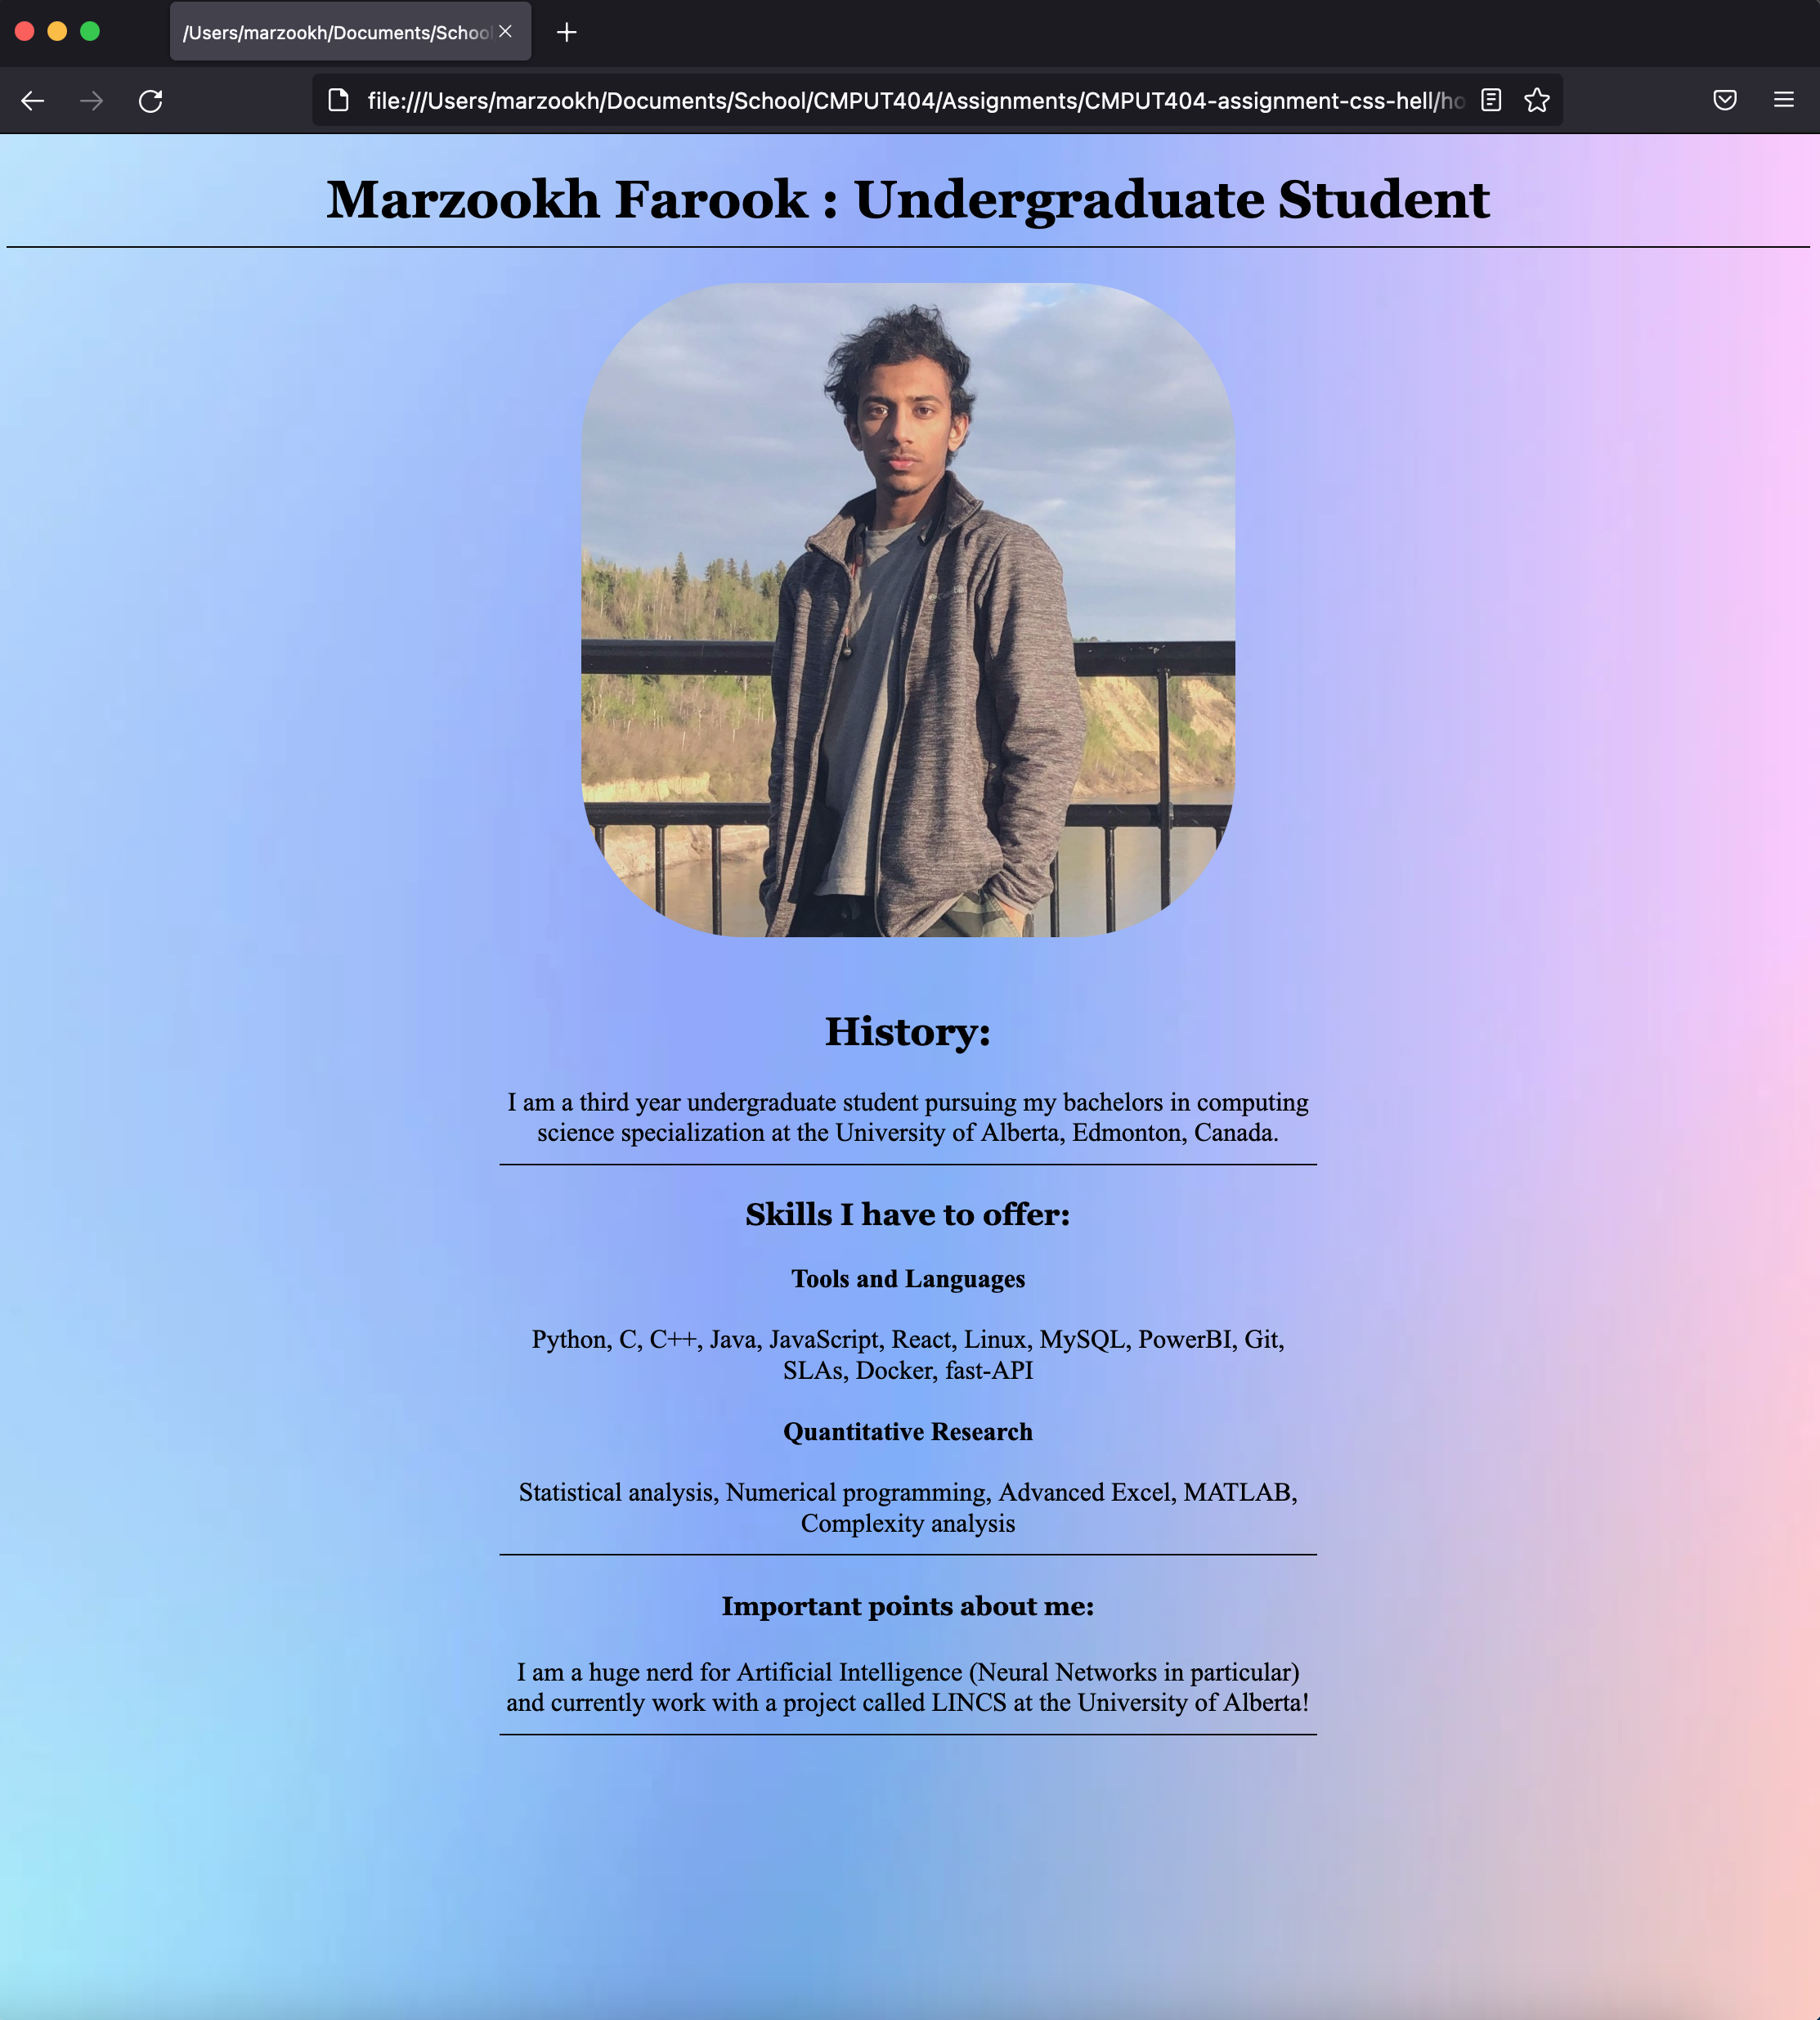 /Users/marzookh/Documents/School
file:///Users/marzookh/Documents/School/CMPUT404/Assignments/CMPUT404-assignment-css-hell/ho
Marzookh Farook : Undergraduate Student
History:
I am a third year undergraduate student pursuing my bachelors in computing
science specialization at the University of Alberta, Edmonton, Canada.
Skills I have to offer:
Tools and Languages
Python, C, C++, Java, JavaScript, React, Linux, MySQL, PowerBI, Git,
SLAs, Docker, fast-API
Quantitative Research
Statistical analysis, Numerical programming, Advanced Excel, MATLAB,
Complexity analysis
Important points about me:
I am a huge nerd for Artificial Intelligence (Neural Networks in particular)
and currently work with a project called LINCS at the University of Alberta!